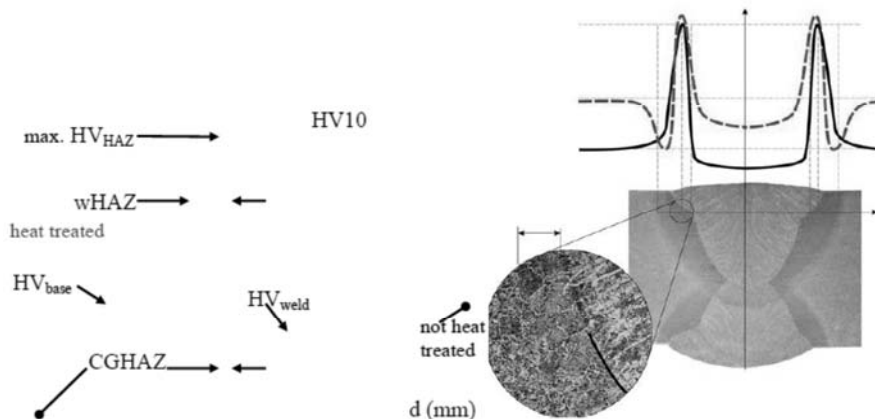 HV10
max. HV_HAZ
wHAZ
heat treated
HV_base
HV_weld
not heat
treated
CGHAZ
d (mm)